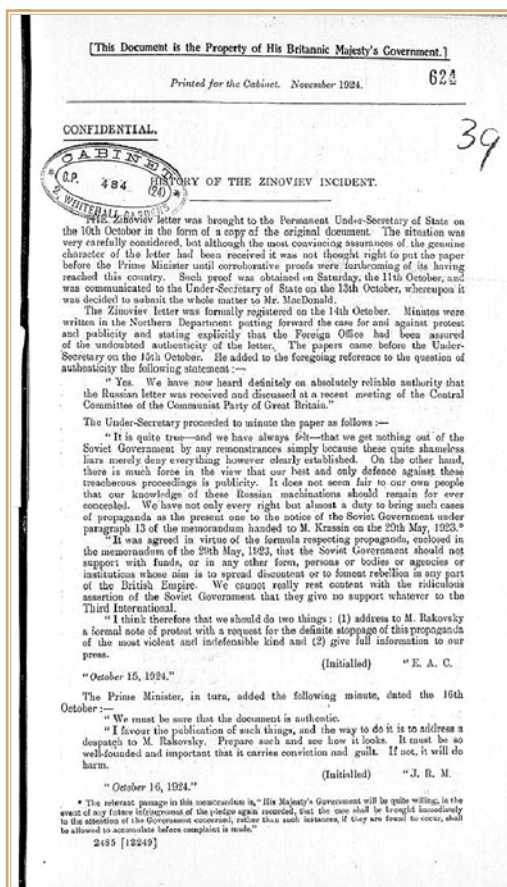 [This Document is the Property of His Britannic Majesty's Government.]
Printed for the Cabinet. November 1924.
624
CONFIDENTIAL.
39
CABINET
C.P. 484 (24)
2, WHITEHALL GARDENS
HISTORY OF THE ZINOVIEV INCIDENT.
THE Zinoviev letter was brought to the Permanent Under-Secretary of State on
the 10th October in the form of a copy of the original document. The situation was
very carefully considered, but although the most convincing assurances of the genuine
character of the letter had been received it was not thought right to put the paper
before the Prime Minister until corroborative proofs were forthcoming of its having
reached this country. Such proof was obtained on Saturday, the 11th October, and
was communicated to the Under-Secretary of State on the 13th October, whereupon it
was decided to submit the whole matter to Mr. MacDonald.
The Zinoviev letter was formally registered on the 14th October. Minutes were
written in the Northern Department putting forward the case for and against protest
and publicity and stating explicitly that the Foreign Office had been assured
of the undoubted authenticity of the letter. The papers came before the Under-
Secretary on the 15th October. He added to the foregoing reference to the question of
authenticity the following statement:—
"Yes. We have now heard definitely on absolutely reliable authority that
the Russian letter was received and discussed at a recent meeting of the Central
Committee of the Communist Party of Great Britain."
The Under-Secretary proceeded to minute the paper as follows:—
"It is quite true—and we have always felt—that we get nothing out of the
Soviet Government by any remonstrances simply because these quite shameless
liars merely deny everything however clearly established. On the other hand,
there is much force in the view that our best and only defence against these
treacherous proceedings is publicity. It does not seem fair to our own people
that our knowledge of these Russian machinations should remain for ever
concealed. We have not only every right but almost a duty to bring such cases
of propaganda as the present one to the notice of the Soviet Government under
paragraph 13 of the memorandum handed to M. Krassin on the 29th May, 1923.*
"It was agreed in virtue of the formula respecting propaganda, enclosed in
the memorandum of the 29th May, 1923, that the Soviet Government should not
support with funds, or in any other form, persons or bodies or agencies or
institutions whose aim is to spread discontent or to foment rebellion in any part
of the British Empire. We cannot really rest content with the ridiculous
assertion of the Soviet Government that they give no support whatever to the
Third International.
"I think therefore that we should do two things: (1) address to M. Rakovsky
a formal note of protest with a request for the definite stoppage of this propaganda
of the most violent and indefensible kind and (2) give full information to our
press.
(Initialled) "E. A. C.
"October 15, 1924."
The Prime Minister, in turn, added the following minute, dated the 16th
October:—
"We must be sure that the document is authentic.
"I favour the publication of such things, and the way to do it is to address a
despatch to M. Rakovsky. Prepare such and see how it looks. It must be so
well-founded and important that it carries conviction and guilt. If not, it will do
harm.
(Initialled) "J. R. M.
"October 16, 1924."
* The relevant passage in this memorandum is, "His Majesty's Government will be quite willing, in the
event of any future infringement of the pledge again recorded, that the case shall be brought immediately
to the attention of the Government concerned, rather than such instances, if they are found to occur, shall
be allowed to accumulate before complaint is made."
2485 [12249]